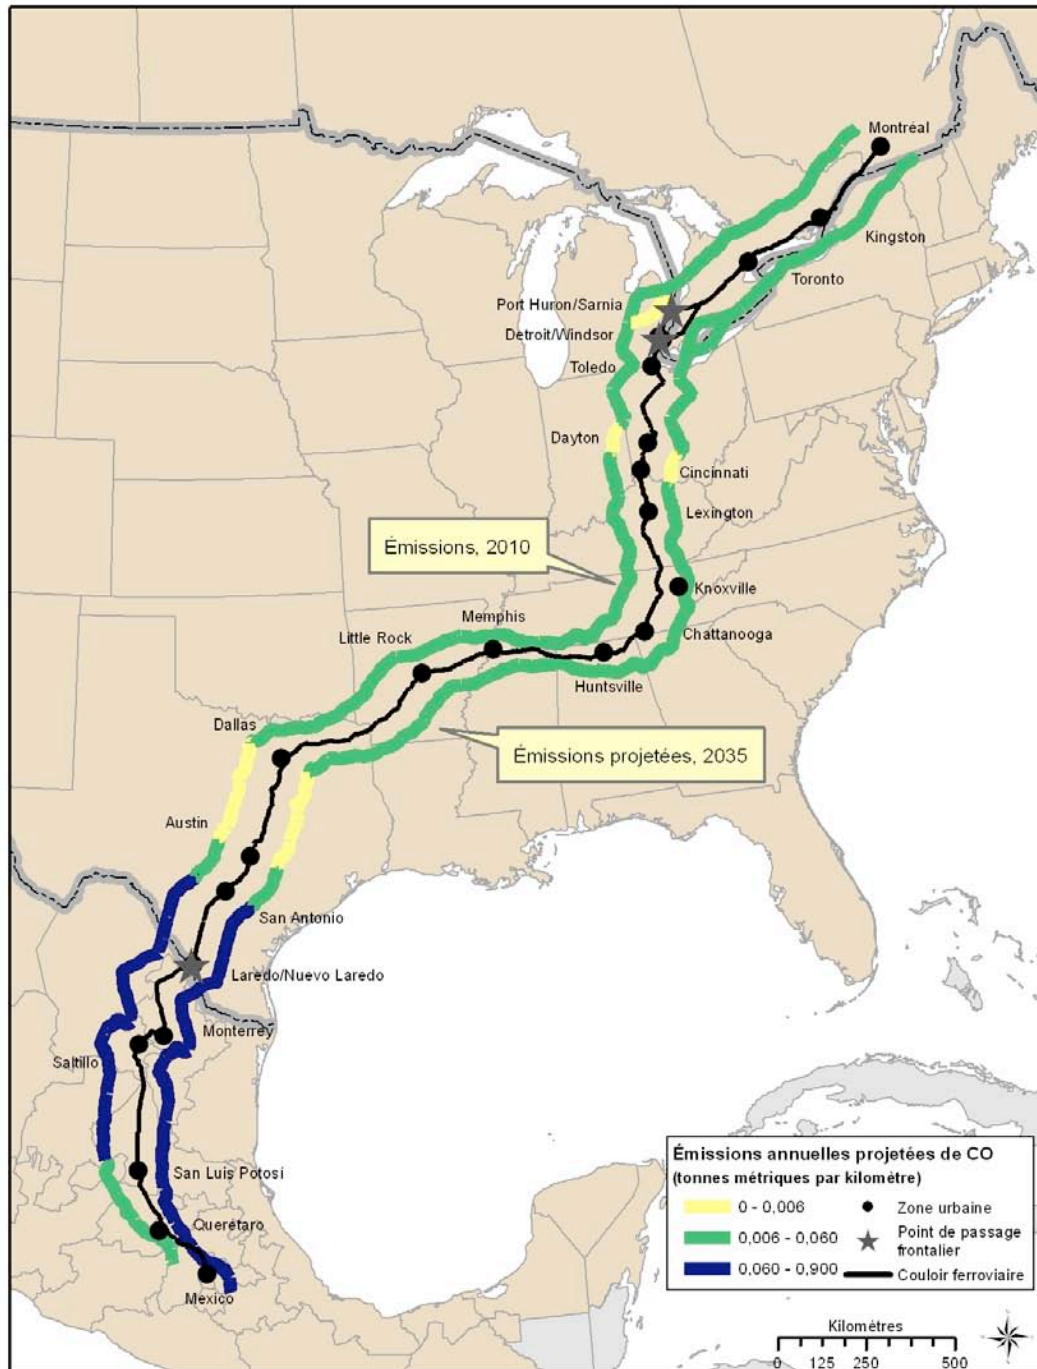 Montréal
Kingston
Toronto
Port Huron/Sarnia
Detroit/Windsor
Toledo
Dayton
Cincinnati
Lexington
Émissions, 2010
Knoxville
Memphis
Little Rock
Chattanooga
Huntsville
Dallas
Émissions projetées, 2035
Austin
San Antonio
Laredo/Nuevo Laredo
Monterrey
Saltillo
San Luis Potosí
Querétaro
Mexico
Émissions annuelles projetées de CO
(tonnes métriques par kilomètre)
0 - 0,006
0,006 - 0,060
0,060 - 0,900
Zone urbaine
Point de passage
frontalier
Couloir ferroviaire
Kilomètres
0 125 250 500